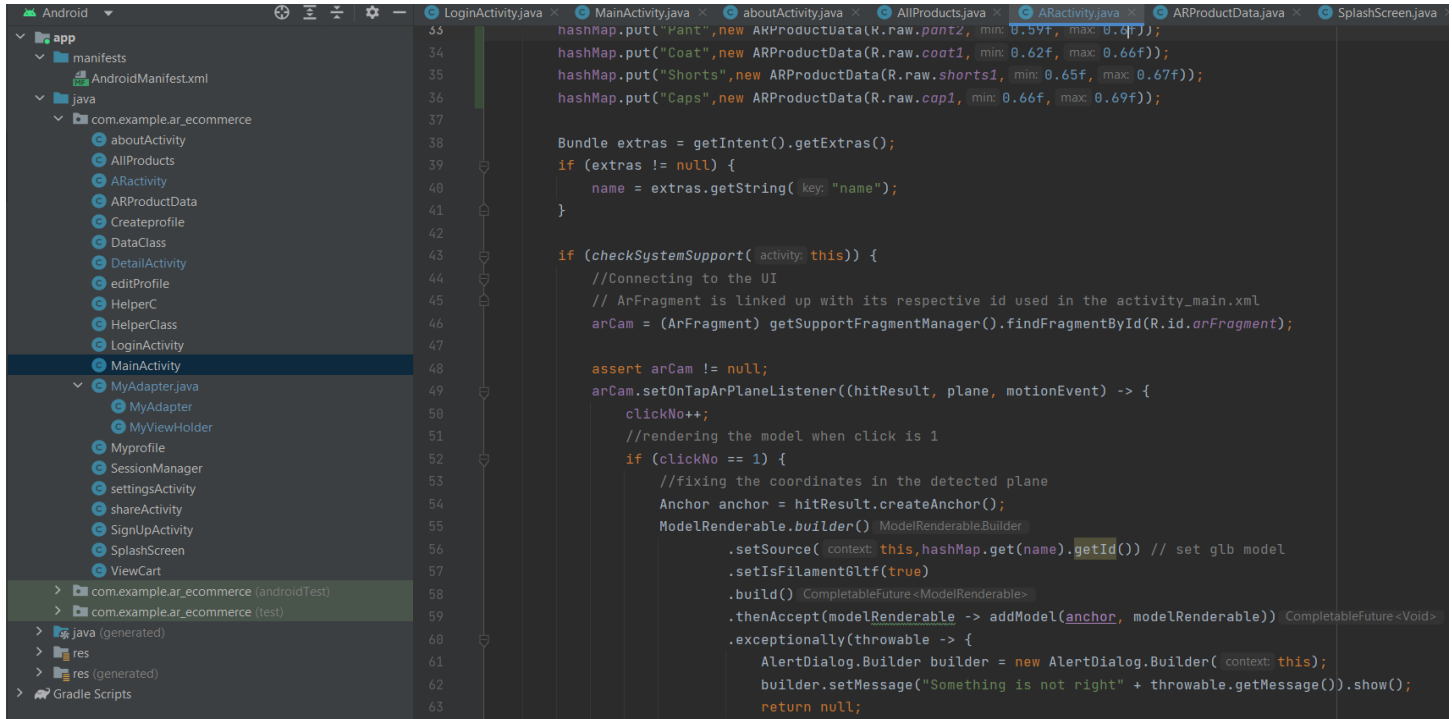 Android
LoginActivity.java × MainActivity.java × aboutActivity.java × AllProducts.java × ARactivity.java × ARProductData.java × SplashScreen.java
app
manifests
AndroidManifest.xml
java
com.example.ar_ecommerce
aboutActivity
AllProducts
ARactivity
ARProductData
Createprofile
DataClass
DetailActivity
editProfile
HelperC
HelperClass
LoginActivity
MainActivity
MyAdapter.java
MyAdapter
MyViewHolder
Myprofile
SessionManager
settingsActivity
shareActivity
SignUpActivity
SplashScreen
ViewCart
com.example.ar_ecommerce (androidTest)
com.example.ar_ecommerce (test)
java (generated)
res
res (generated)
Gradle Scripts
33 hashMap.put("Pant",new ARProductData(R.raw.pant2, min: 0.59f, max: 0.6f));
34 hashMap.put("Coat",new ARProductData(R.raw.coat1, min: 0.62f, max: 0.66f));
35 hashMap.put("Shorts",new ARProductData(R.raw.shorts1, min: 0.65f, max: 0.67f));
36 hashMap.put("Caps",new ARProductData(R.raw.cap1, min: 0.66f, max: 0.69f));
37
38 Bundle extras = getIntent().getExtras();
39 if (extras != null) {
40 name = extras.getString( key: "name");
41 }
42
43 if (checkSystemSupport( activity: this)) {
44 //Connecting to the UI
45 // ArFragment is linked up with its respective id used in the activity_main.xml
46 arCam = (ArFragment) getSupportFragmentManager().findFragmentById(R.id.arFragment);
47
48 assert arCam != null;
49 arCam.setOnTapArPlaneListener((hitResult, plane, motionEvent) -> {
50 clickNo++;
51 //rendering the model when click is 1
52 if (clickNo == 1) {
53 //fixing the coordinates in the detected plane
54 Anchor anchor = hitResult.createAnchor();
55 ModelRenderable.builder() ModelRenderable.Builder
56 .setSource( context: this,hashMap.get(name).getId()) // set glb model
57 .setIsFilamentGltf(true)
58 .build() CompletableFuture<ModelRenderable>
59 .thenAccept(modelRenderable -> addModel(anchor, modelRenderable)) CompletableFuture<Void>
60 .exceptionally(throwable -> {
61 AlertDialog.Builder builder = new AlertDialog.Builder( context: this);
62 builder.setMessage("Something is not right" + throwable.getMessage()).show();
63 return null;